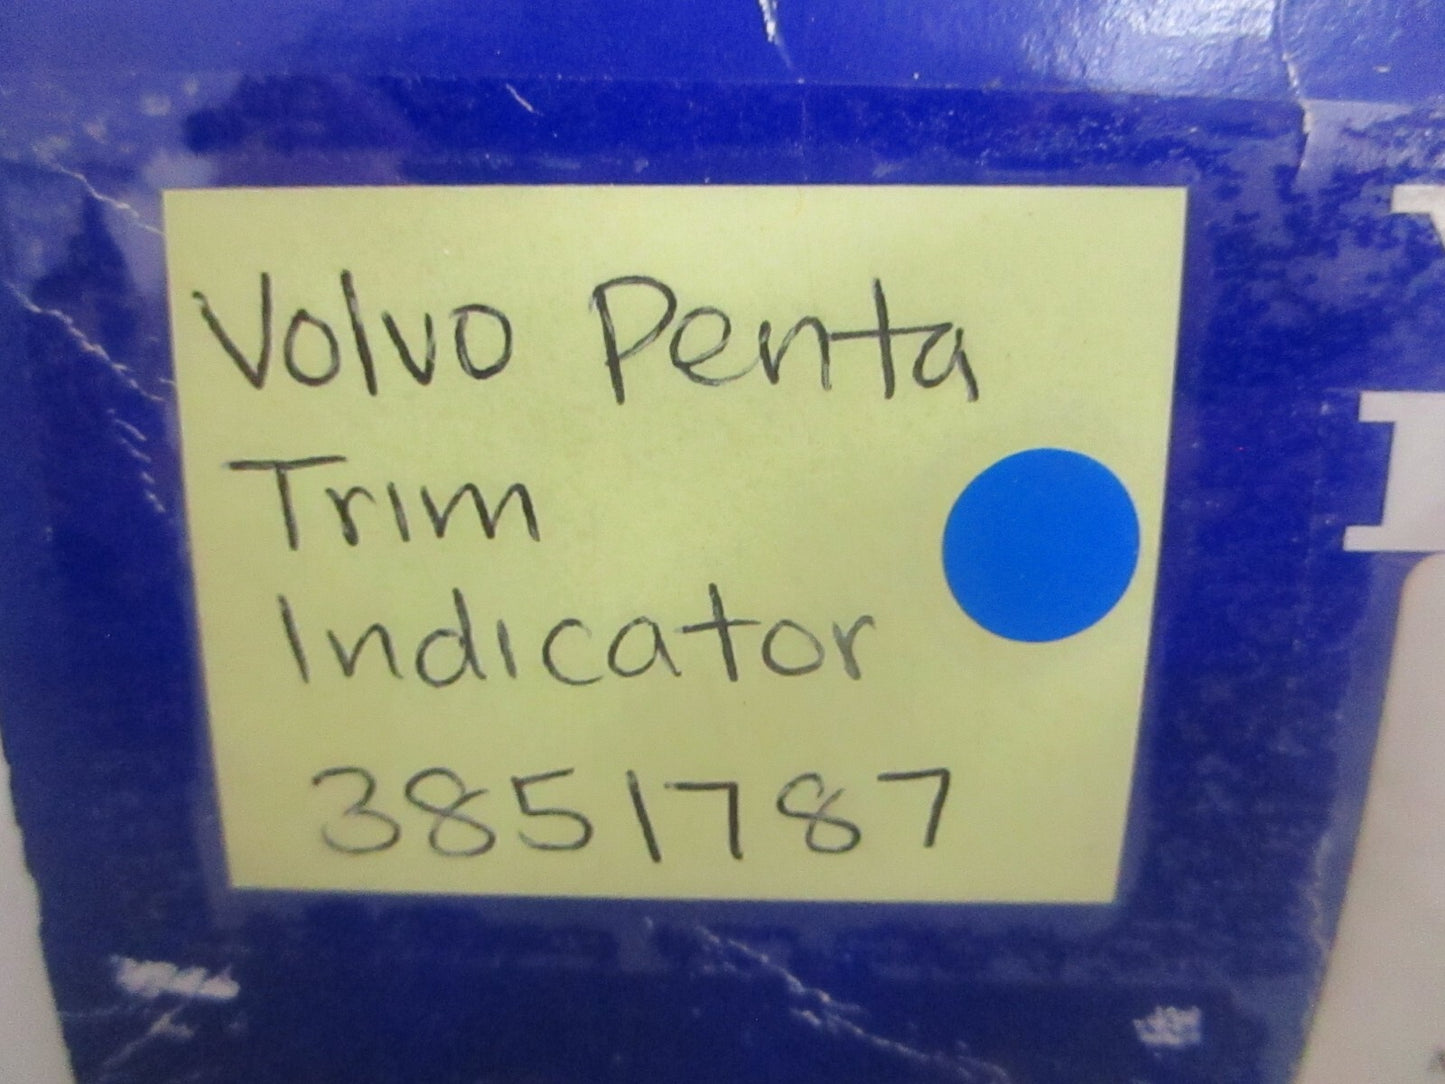 Volvo Penta
Trim
Indicator
3851787